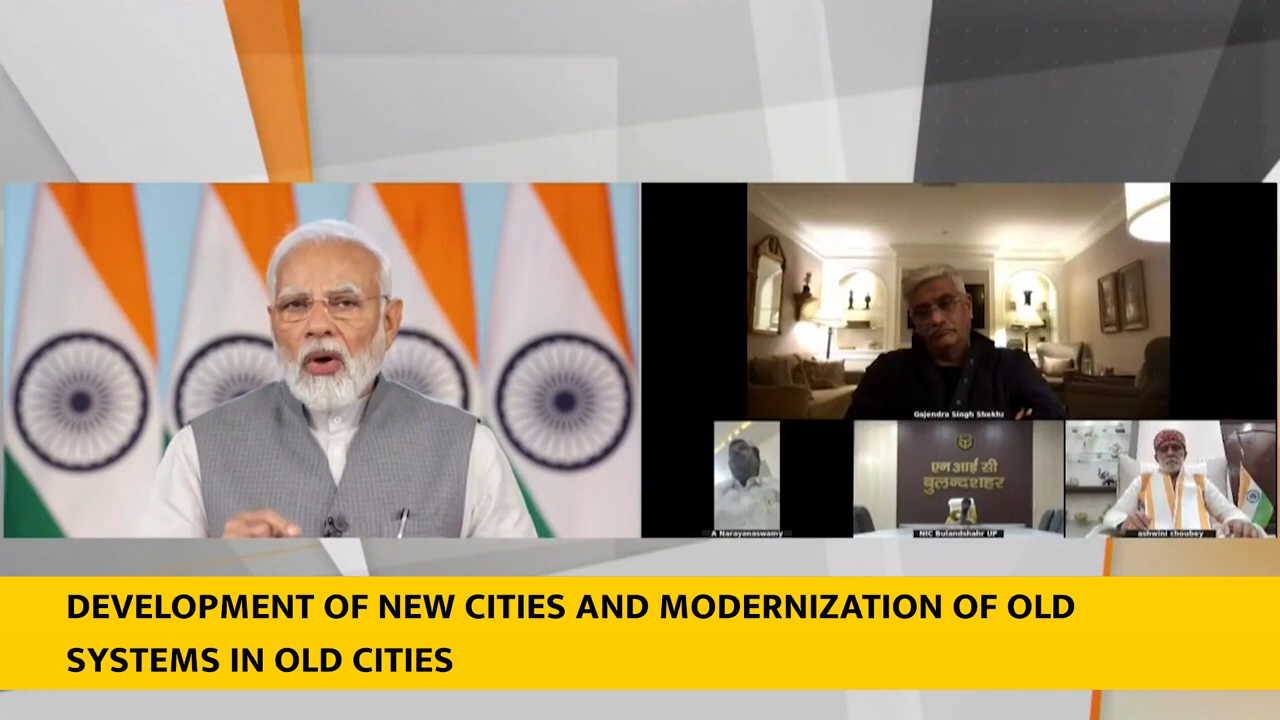 Gajendra Singh Shekha
एन आई सी
बुलन्दशहर
A Narayanaswamy
NIC Bulandshahr UP
ashwini choubey
DEVELOPMENT OF NEW CITIES AND MODERNIZATION OF OLD
SYSTEMS IN OLD CITIES